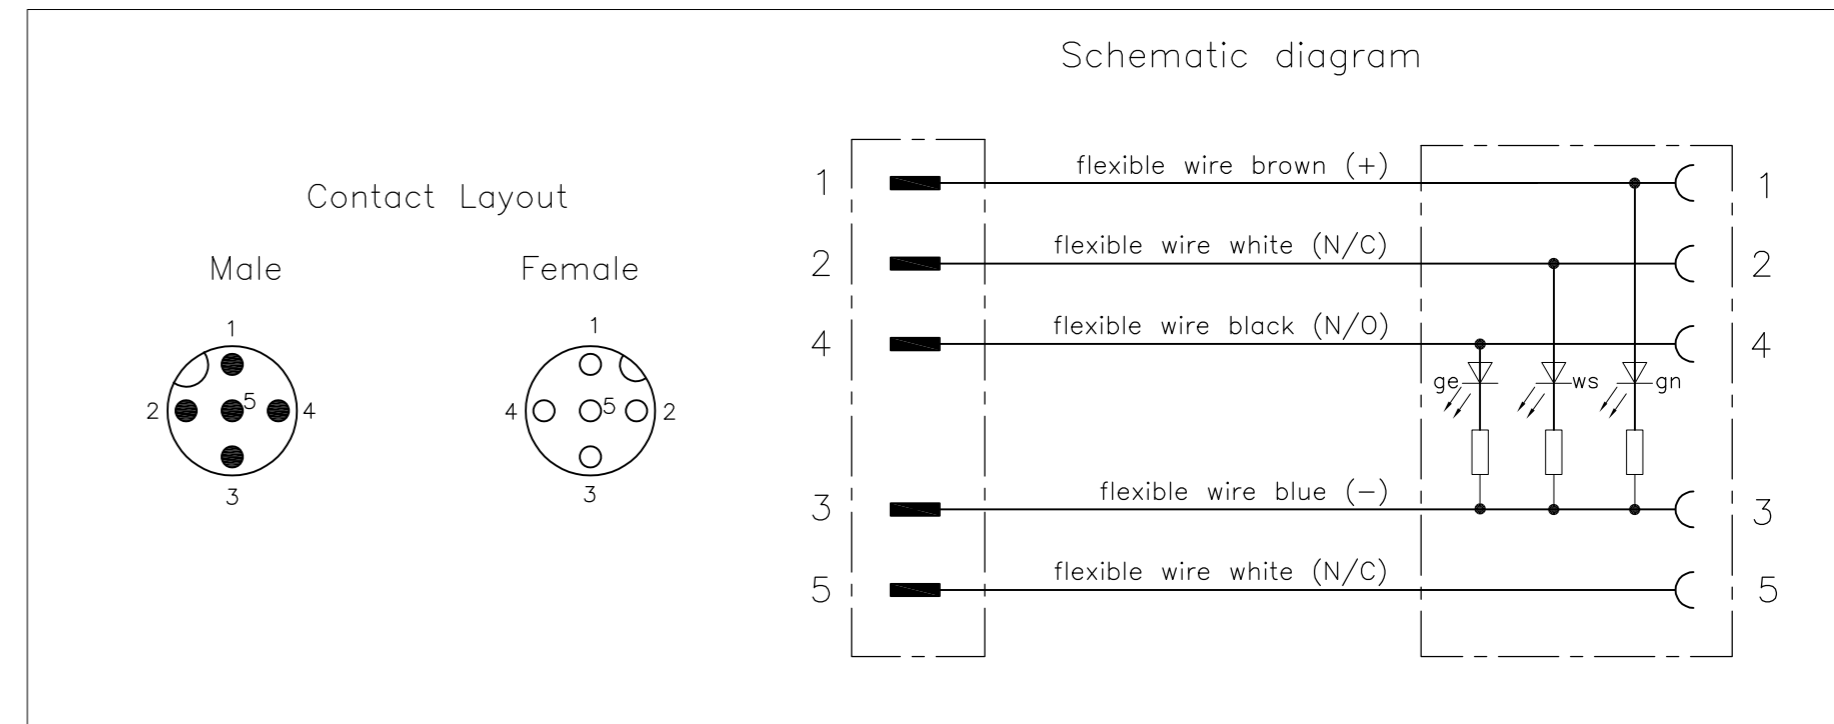 Schematic diagram
Contact Layout
Male
Female
1
2
5
4
3
1
4
5
2
3
1 flexible wire brown (+) 1
2 flexible wire white (N/C) 2
4 flexible wire black (N/O) 4
ge ws gn
3 flexible wire blue (−) 3
5 flexible wire white (N/C) 5